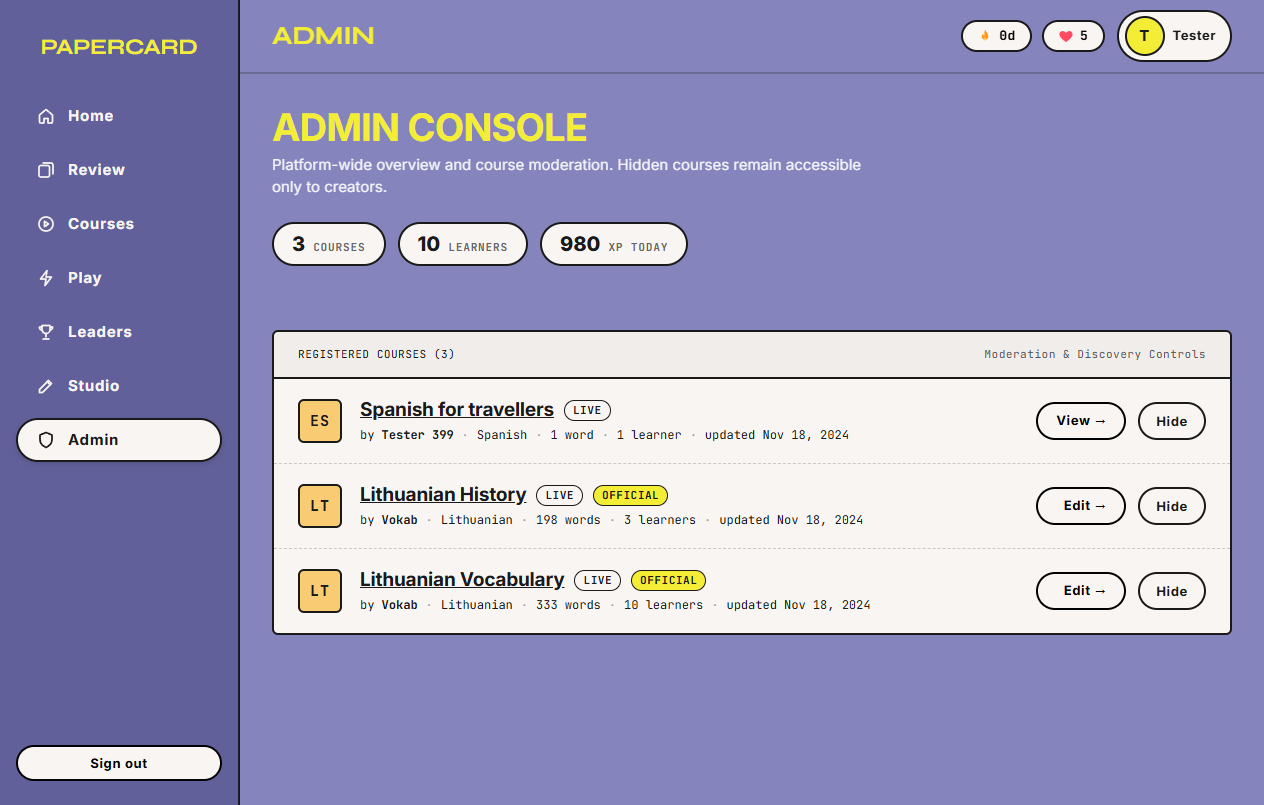 PAPERCARD
Home
Review
Courses
Play
Leaders
Studio
Admin
Sign out
ADMIN
0d
5
T
Tester
ADMIN CONSOLE
Platform-wide overview and course moderation. Hidden courses remain accessible
only to creators.
3 COURSES
10 LEARNERS
980 XP TODAY
REGISTERED COURSES (3)
Moderation & Discovery Controls
ES
Spanish for travellers LIVE
by Tester 399 · Spanish · 1 word · 1 learner · updated Nov 18, 2024
View →
Hide
LT
Lithuanian History LIVE OFFICIAL
by Vokab · Lithuanian · 198 words · 3 learners · updated Nov 18, 2024
Edit →
Hide
LT
Lithuanian Vocabulary LIVE OFFICIAL
by Vokab · Lithuanian · 333 words · 10 learners · updated Nov 18, 2024
Edit →
Hide